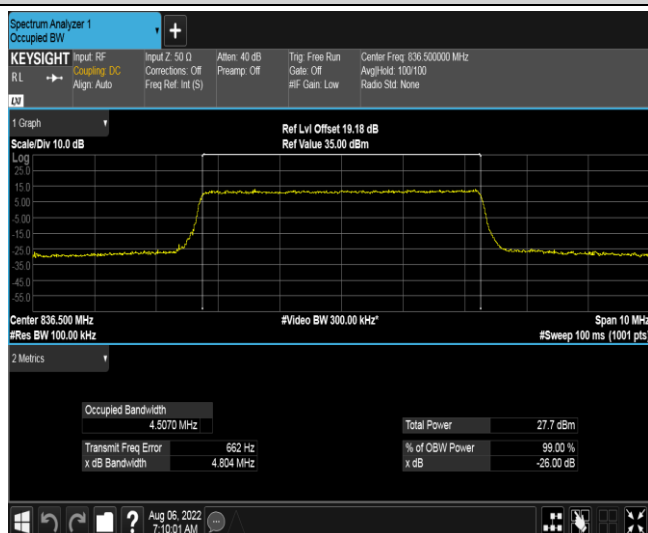 Spectrum Analyzer 1
Occupied BW
KEYSIGHT
R L
LXI
Input: RF
Coupling: DC
Align: Auto
Input Z: 50 Ω
Corrections: Off
Freq Ref: Int (S)
Atten: 40 dB
Preamp: Off
Trig: Free Run
Gate: Off
#IF Gain: Low
Center Freq: 836.500000 MHz
Avg|Hold: 100/100
Radio Std: None
1 Graph
Scale/Div 10.0 dB
Ref Lvl Offset 19.18 dB
Ref Value 35.00 dBm
Log
25.0
15.0
5.00
-5.00
-15.0
-25.0
-35.0
-45.0
-55.0
Center 836.500 MHz
#Res BW 100.00 kHz
#Video BW 300.00 kHz*
Span 10 MHz
#Sweep 100 ms (1001 pts)
2 Metrics
Occupied Bandwidth
4.5070 MHz
Total Power 27.7 dBm
Transmit Freq Error 662 Hz
% of OBW Power 99.00 %
x dB Bandwidth 4.804 MHz
x dB -26.00 dB
Aug 06, 2022
7:10:01 AM